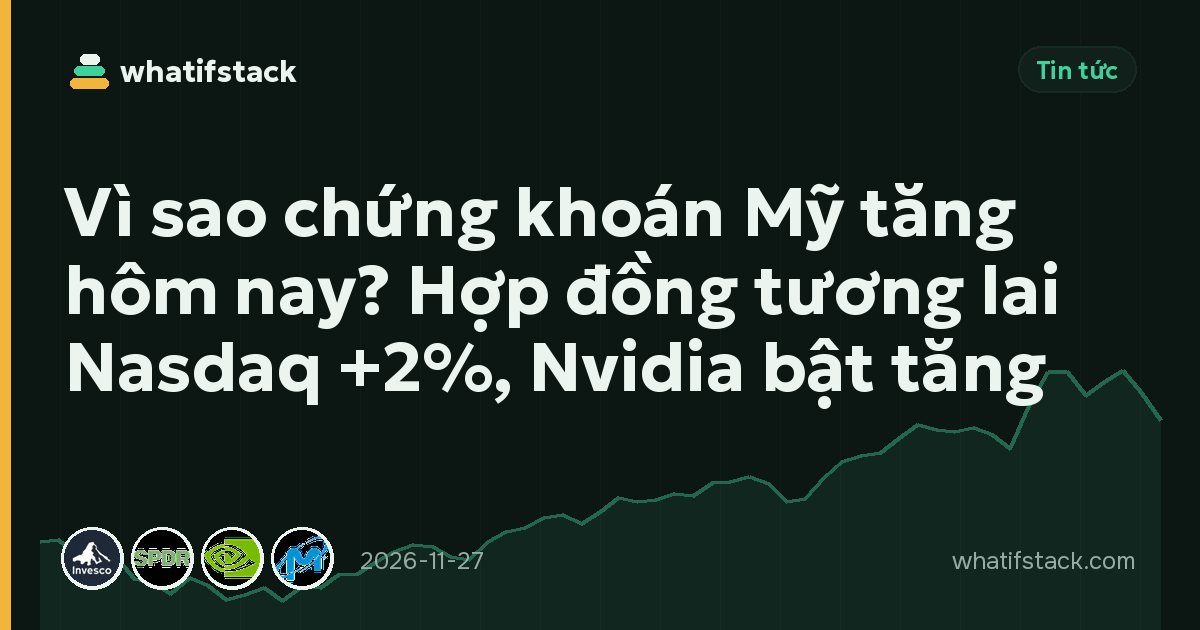 whatifstack
Tin tức
Vì sao chứng khoán Mỹ tăng
hôm nay? Hợp đồng tương lai
Nasdaq +2%, Nvidia bật tăng
Invesco
SPDR
M
2026-11-27
whatifstack.com